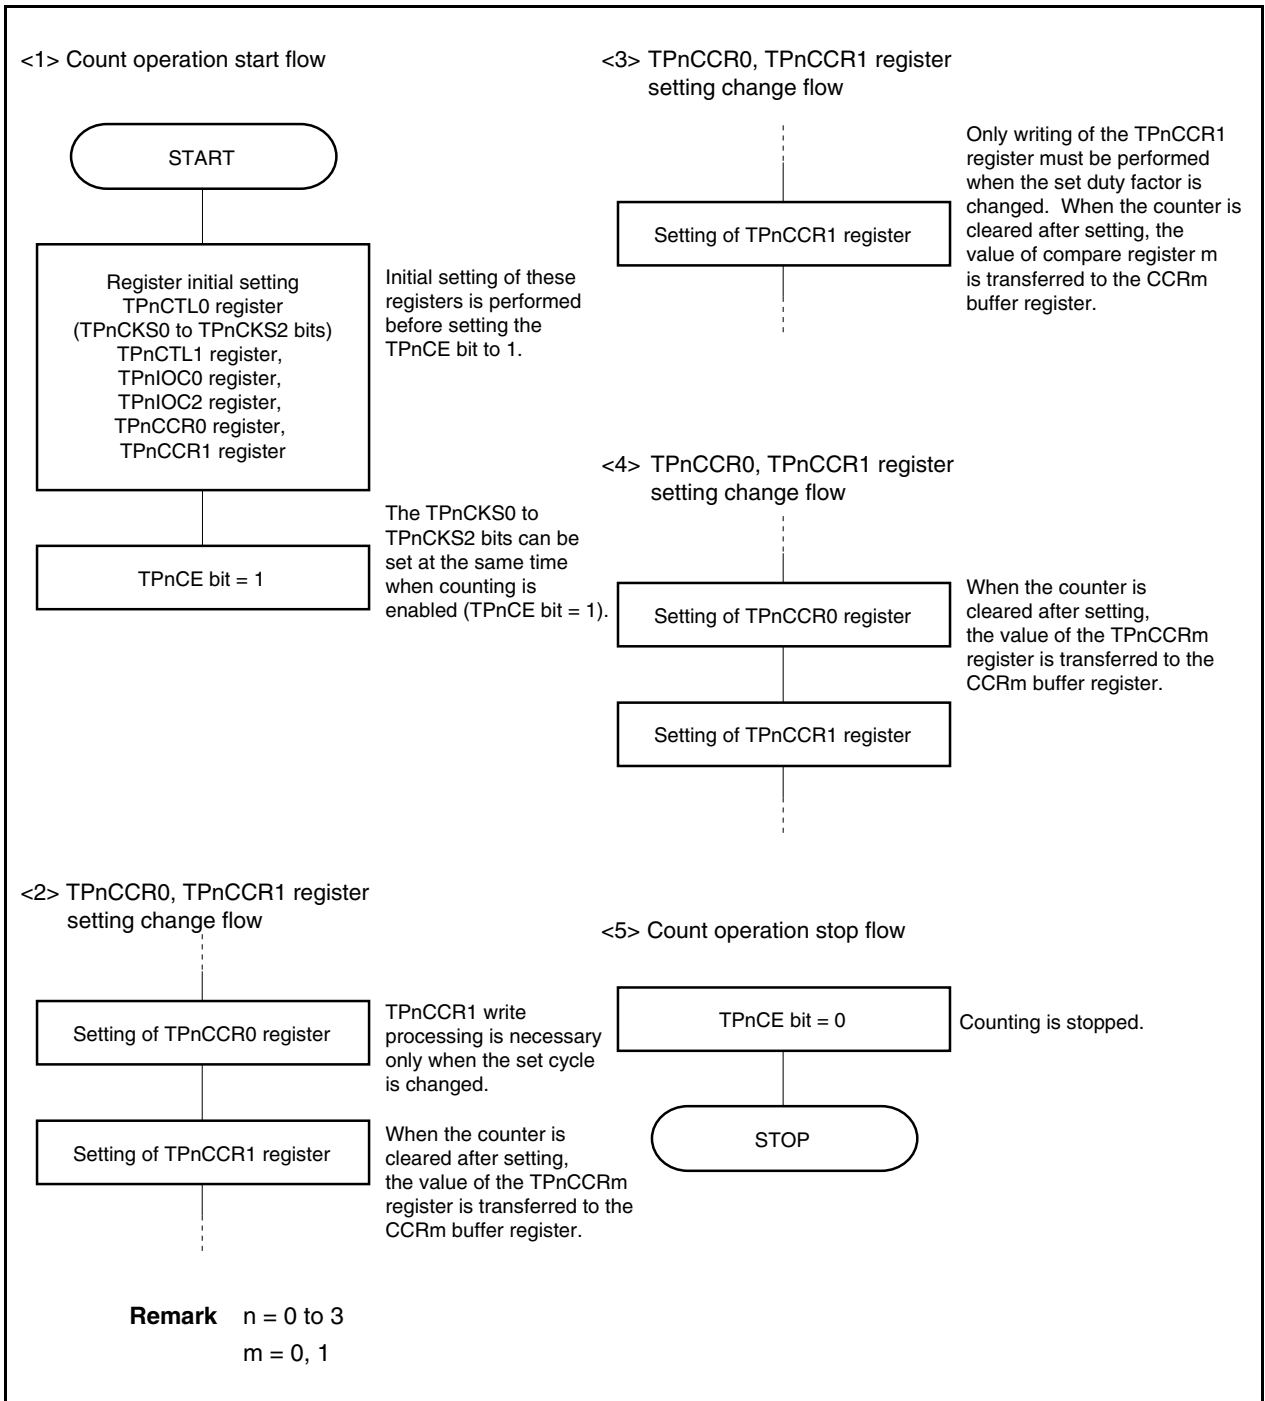 <1> Count operation start flow
START
Register initial setting
TPnCTL0 register
(TPnCKS0 to TPnCKS2 bits)
TPnCTL1 register,
TPnIOC0 register,
TPnIOC2 register,
TPnCCR0 register,
TPnCCR1 register
Initial setting of these
registers is performed
before setting the
TPnCE bit to 1.
TPnCE bit = 1
The TPnCKS0 to
TPnCKS2 bits can be
set at the same time
when counting is
enabled (TPnCE bit = 1).
<2> TPnCCR0, TPnCCR1 register
setting change flow
Setting of TPnCCR0 register
TPnCCR1 write
processing is necessary
only when the set cycle
is changed.
Setting of TPnCCR1 register
When the counter is
cleared after setting,
the value of the TPnCCRm
register is transferred to the
CCRm buffer register.
<3> TPnCCR0, TPnCCR1 register
setting change flow
Setting of TPnCCR1 register
Only writing of the TPnCCR1
register must be performed
when the set duty factor is
changed. When the counter is
cleared after setting, the
value of compare register m
is transferred to the CCRm
buffer register.
<4> TPnCCR0, TPnCCR1 register
setting change flow
Setting of TPnCCR0 register
When the counter is
cleared after setting,
the value of the TPnCCRm
register is transferred to the
CCRm buffer register.
Setting of TPnCCR1 register
<5> Count operation stop flow
TPnCE bit = 0
Counting is stopped.
STOP
Remark n = 0 to 3
m = 0, 1